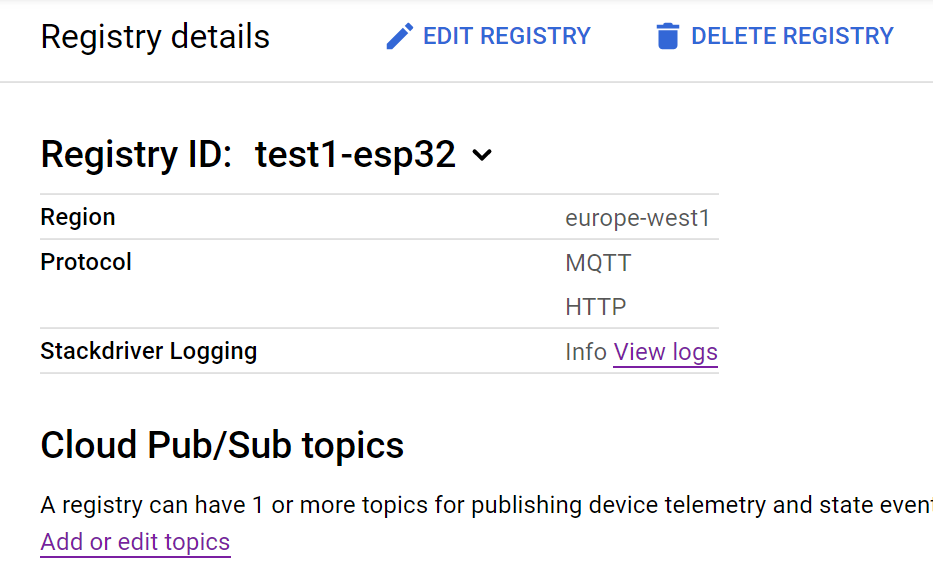 Registry details EDIT REGISTRY DELETE REGISTRY
Registry ID: test1-esp32
Region europe-west1
Protocol MQTT
HTTP
Stackdriver Logging Info View logs
Cloud Pub/Sub topics
A registry can have 1 or more topics for publishing device telemetry and state even
Add or edit topics